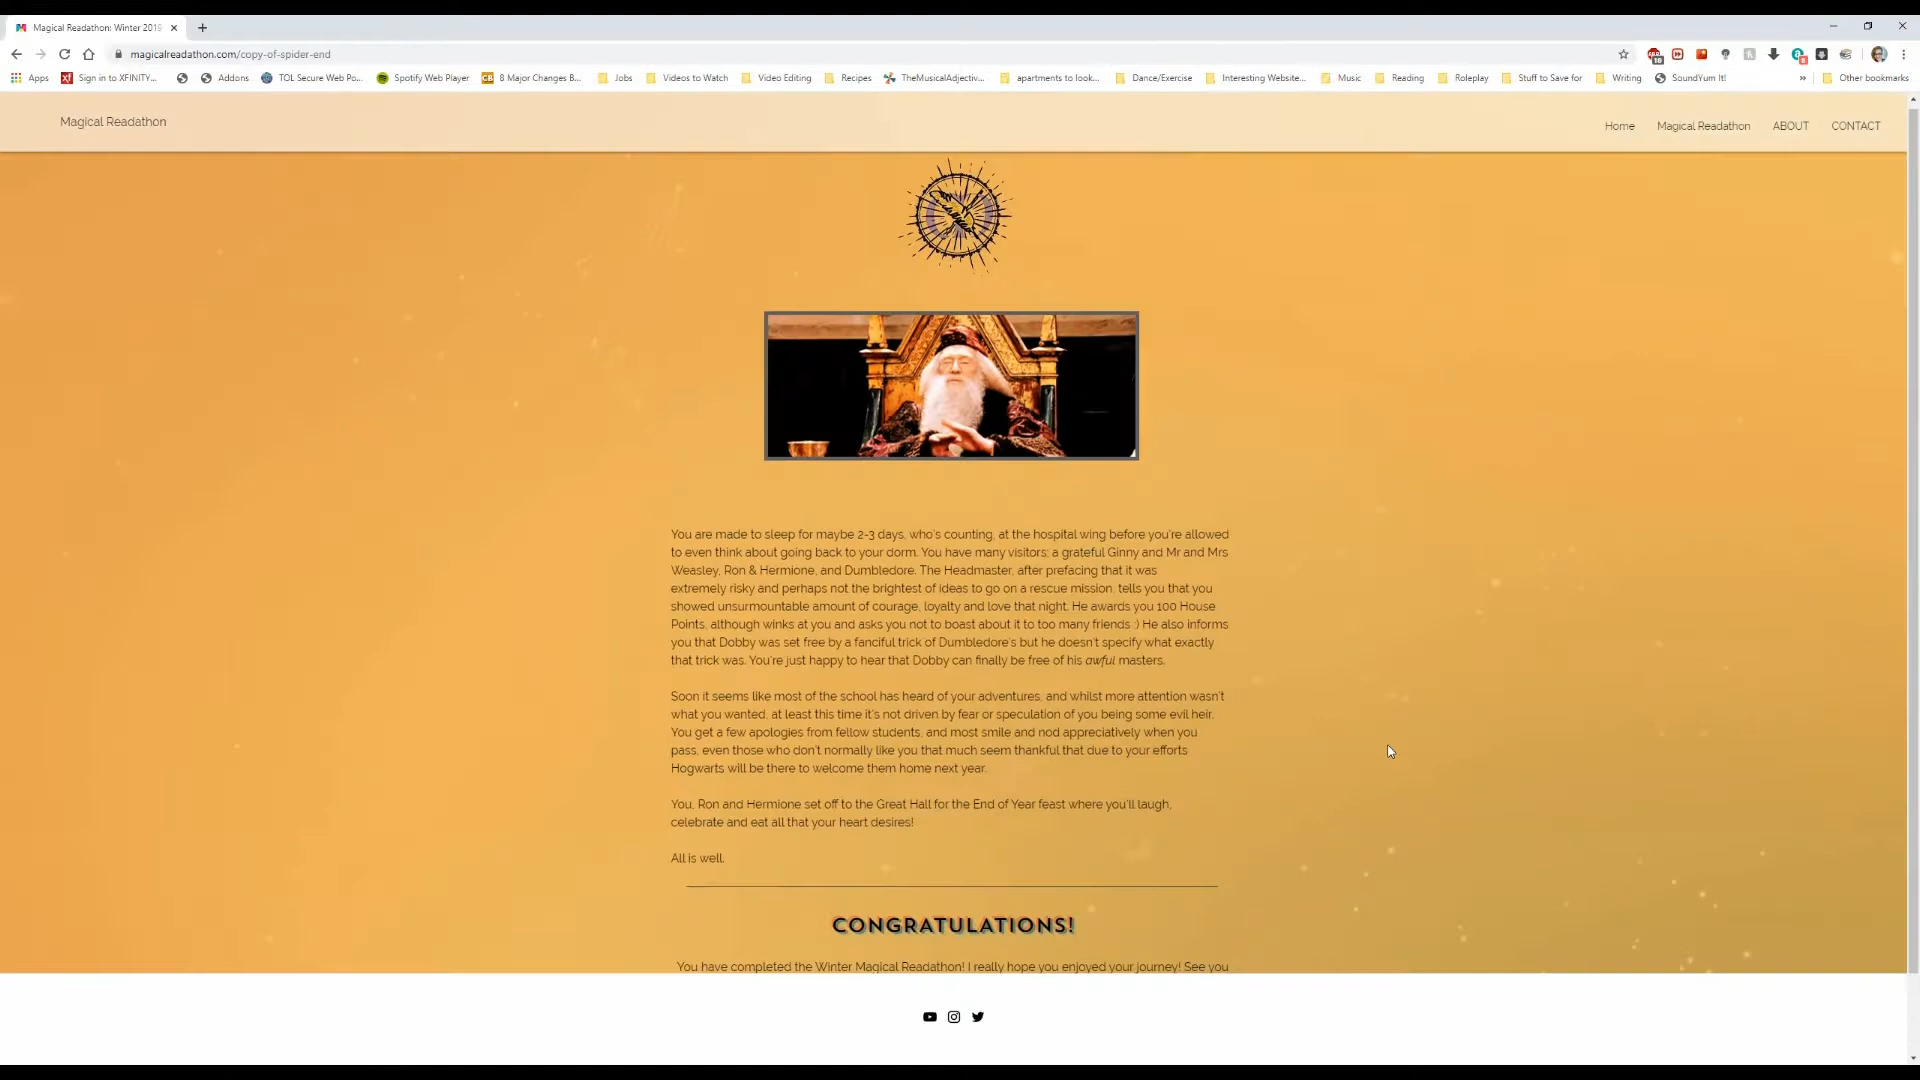 Magical Readathon: Winter 2019
magicalreadathon.com/copy-of-spider-end
Apps
Sign in to XFINITY...
Addons
TOL Secure Web Po...
Spotify Web Player
8 Major Changes B...
Jobs
Videos to Watch
Video Editing
Recipes
TheMusicalAdjectiv...
apartments to look...
Dance/Exercise
Interesting Website...
Music
Reading
Roleplay
Stuff to Save for
Writing
SoundYum It!
»
Other bookmarks
Magical Readathon
Home
Magical Readathon
ABOUT
CONTACT
You are made to sleep for maybe 2-3 days, who's counting, at the hospital wing before you're allowed
to even think about going back to your dorm. You have many visitors; a grateful Ginny and Mr and Mrs
Weasley, Ron & Hermione, and Dumbledore. The Headmaster, after prefacing that it was
extremely risky and perhaps not the brightest of ideas to go on a rescue mission, tells you that you
showed unsurmountable amount of courage, loyalty and love that night. He awards you 100 House
Points, although winks at you and asks you not to boast about it to too many friends :) He also informs
you that Dobby was set free by a fanciful trick of Dumbledore's but he doesn't specify what exactly
that trick was. You're just happy to hear that Dobby can finally be free of his awful masters.
Soon it seems like most of the school has heard of your adventures, and whilst more attention wasn't
what you wanted, at least this time it's not driven by fear or speculation of you being some evil heir.
You get a few apologies from fellow students, and most smile and nod appreciatively when you
pass, even those who don't normally like you that much seem thankful that due to your efforts
Hogwarts will be there to welcome them home next year.
You, Ron and Hermione set off to the Great Hall for the End of Year feast where you'll laugh,
celebrate and eat all that your heart desires!
All is well.
CONGRATULATIONS!
You have completed the Winter Magical Readathon! I really hope you enjoyed your journey! See you